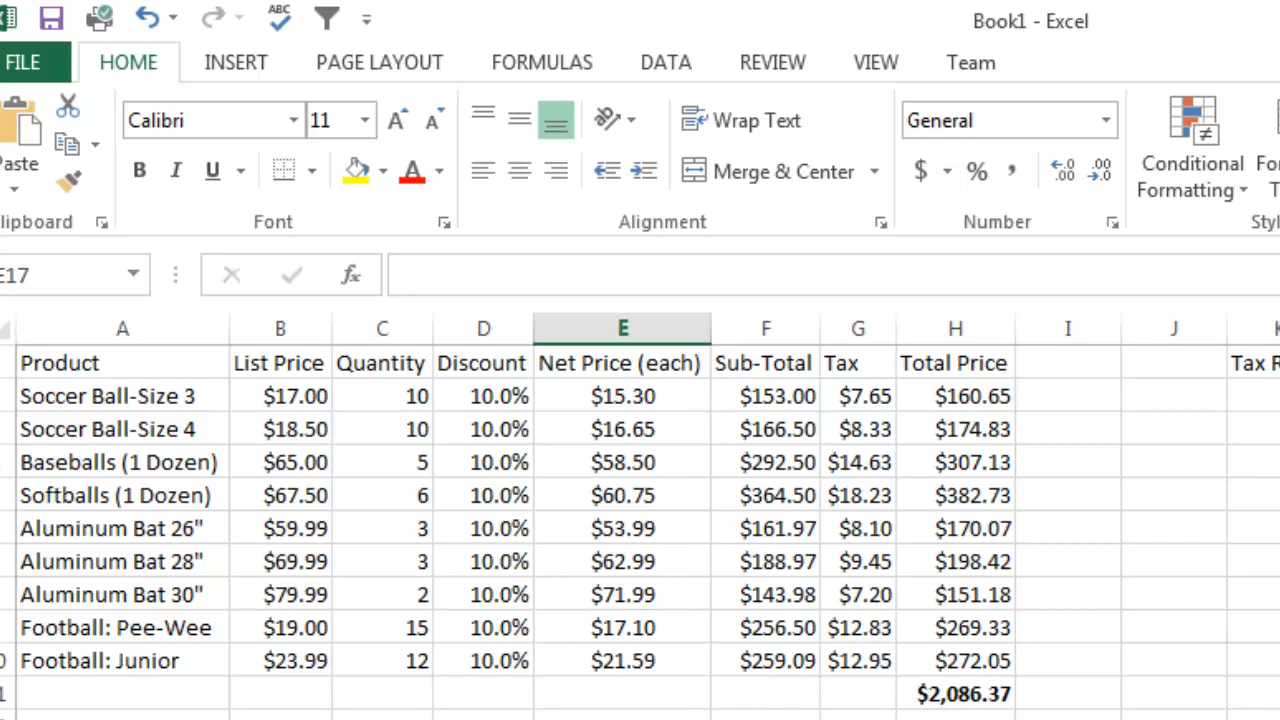 ABC
Book1 - Excel
FILE HOME INSERT PAGE LAYOUT FORMULAS DATA REVIEW VIEW Team
Calibri 11 A A Wrap Text General
aste B I U A Merge & Center $ % , .00 .00 Conditional
Formatting
lipboard Font Alignment Number Styl
E17 fx
A B C D E F G H I J K
Product List Price Quantity Discount Net Price (each) Sub-Total Tax Total Price Tax R
Soccer Ball-Size 3 $17.00 10 10.0% $15.30 $153.00 $7.65 $160.65
Soccer Ball-Size 4 $18.50 10 10.0% $16.65 $166.50 $8.33 $174.83
Baseballs (1 Dozen) $65.00 5 10.0% $58.50 $292.50 $14.63 $307.13
Softballs (1 Dozen) $67.50 6 10.0% $60.75 $364.50 $18.23 $382.73
Aluminum Bat 26" $59.99 3 10.0% $53.99 $161.97 $8.10 $170.07
Aluminum Bat 28" $69.99 3 10.0% $62.99 $188.97 $9.45 $198.42
Aluminum Bat 30" $79.99 2 10.0% $71.99 $143.98 $7.20 $151.18
Football: Pee-Wee $19.00 15 10.0% $17.10 $256.50 $12.83 $269.33
Football: Junior $23.99 12 10.0% $21.59 $259.09 $12.95 $272.05
$2,086.37